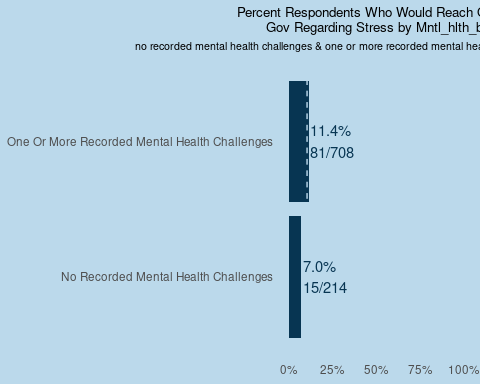 Percent Respondents Who Would Reach
Gov Regarding Stress by
no recorded mental health challenges & one or more recorded mental
11.4%
One Or More Recorded Mental Health Challenges
81/708
7.0%
No Recorded Mental Health Challenges
15/214
0% 25% 50% 75% 100%